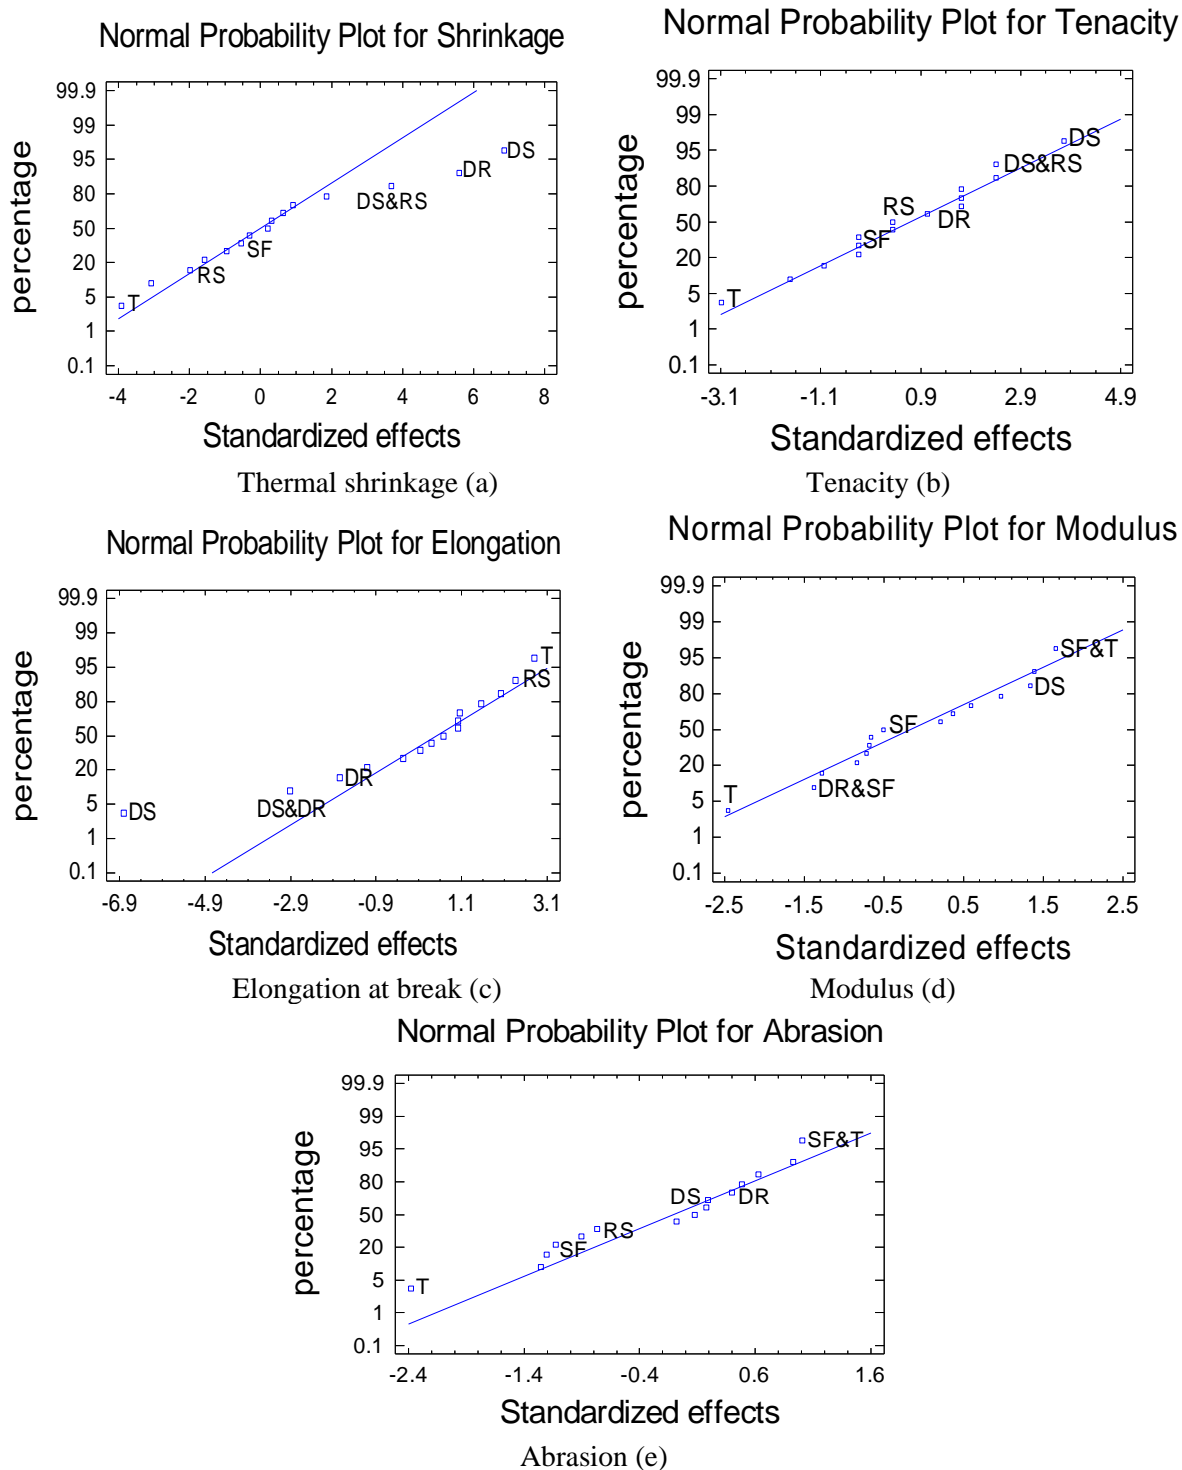 Normal Probability Plot for Shrinkage
percentage
99.9
99
95
80
50
20
5
1
0.1
DS
DR
DS&RS
SF
RS
T
-4 -2 0 2 4 6 8
Standardized effects
Thermal shrinkage (a)
Normal Probability Plot for Tenacity
percentage
99.9
99
95
80
50
20
5
1
0.1
DS
DS&RS
RS
DR
SF
T
-3.1 -1.1 0.9 2.9 4.9
Standardized effects
Tenacity (b)
Normal Probability Plot for Elongation
percentage
99.9
99
95
80
50
20
5
1
0.1
T
RS
DR
DS&DR
DS
-6.9 -4.9 -2.9 -0.9 1.1 3.1
Standardized effects
Elongation at break (c)
Normal Probability Plot for Modulus
percentage
99.9
99
95
80
50
20
5
1
0.1
SF&T
DS
SF
DR&SF
T
-2.5 -1.5 -0.5 0.5 1.5 2.5
Standardized effects
Modulus (d)
Normal Probability Plot for Abrasion
percentage
99.9
99
95
80
50
20
5
1
0.1
SF&T
DS
DR
RS
SF
T
-2.4 -1.4 -0.4 0.6 1.6
Standardized effects
Abrasion (e)